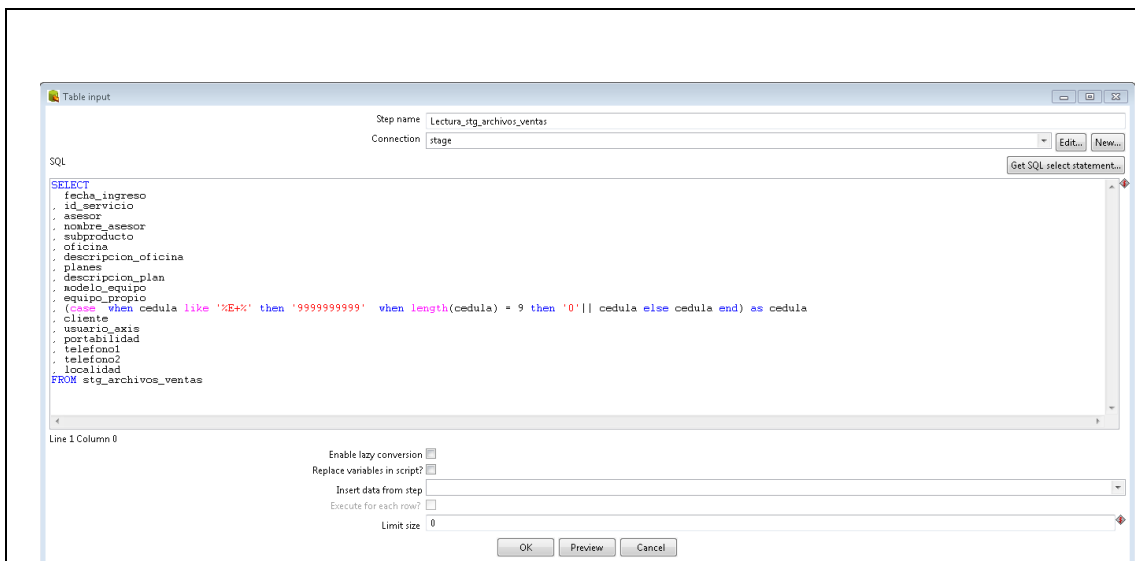 Table input
Step name Lectura_stg_archivos_ventas
Connection stage Edit... New...
SQL Get SQL select statement...
SELECT
fecha_ingreso
, id_servicio
, asesor
, nombre_asesor
, subproducto
, oficina
, descripcion_oficina
, planes
, descripcion_plan
, modelo_equipo
, equipo_propio
, (case when cedula like '%E+%' then '9999999999' when length(cedula) = 9 then '0'|| cedula else cedula end) as cedula
, cliente
, usuario_axis
, portabilidad
, telefono1
, telefono2
, localidad
FROM stg_archivos_ventas
Line 1 Column 0
Enable lazy conversion
Replace variables in script?
Insert data from step
Execute for each row?
Limit size 0
OK Preview Cancel